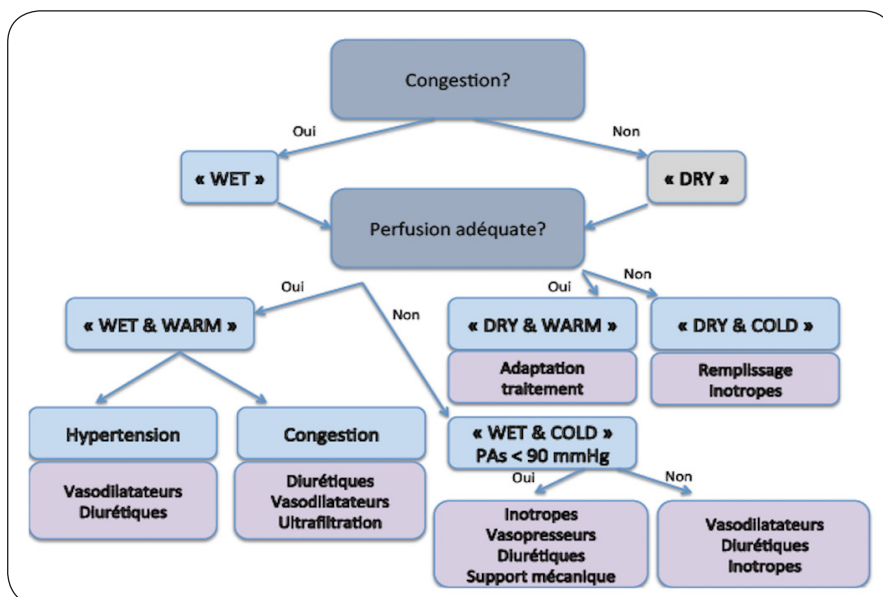 Congestion?
Oui
Non
« WET »
« DRY »
Perfusion adéquate?
Oui
Non
Oui
Non
« WET & WARM »
« DRY & WARM »
« DRY & COLD »
Adaptation
traitement
Remplissage
Inotropes
Hypertension
Congestion
« WET & COLD »
PAs < 90 mmHg
Vasodilatateurs
Diurétiques
Diurétiques
Vasodilatateurs
Ultrafiltration
Oui
Non
Inotropes
Vasopresseurs
Diurétiques
Support mécanique
Vasodilatateurs
Diurétiques
Inotropes